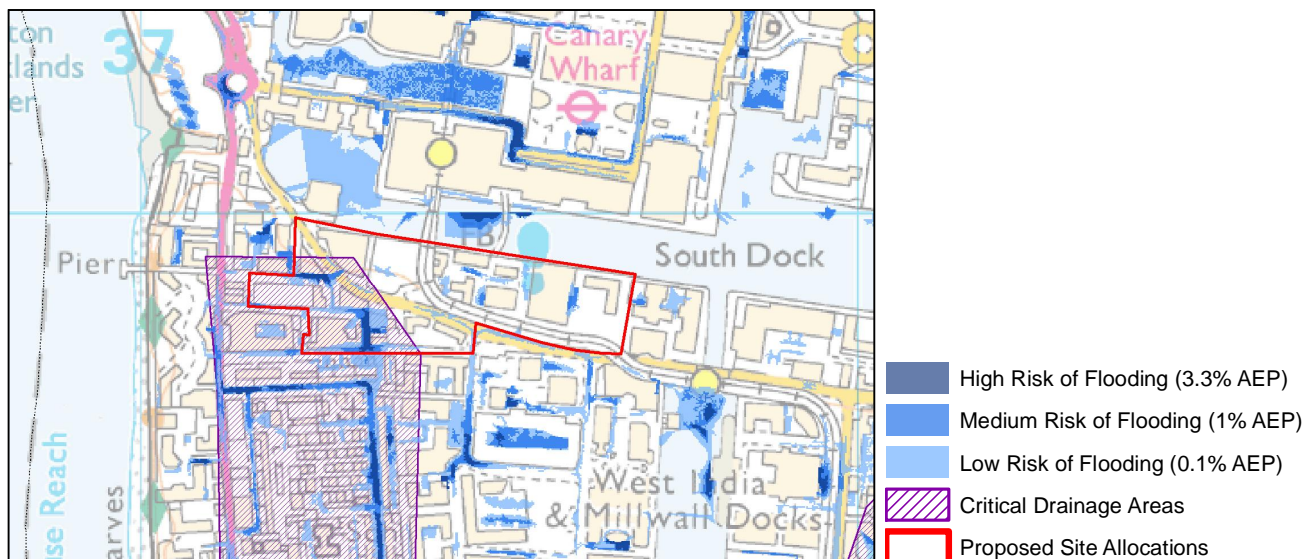 37
Canary
Wharf
Pier
South Dock
West India
& Millwall Docks
High Risk of Flooding (3.3% AEP)
Medium Risk of Flooding (1% AEP)
Low Risk of Flooding (0.1% AEP)
Critical Drainage Areas
Proposed Site Allocations